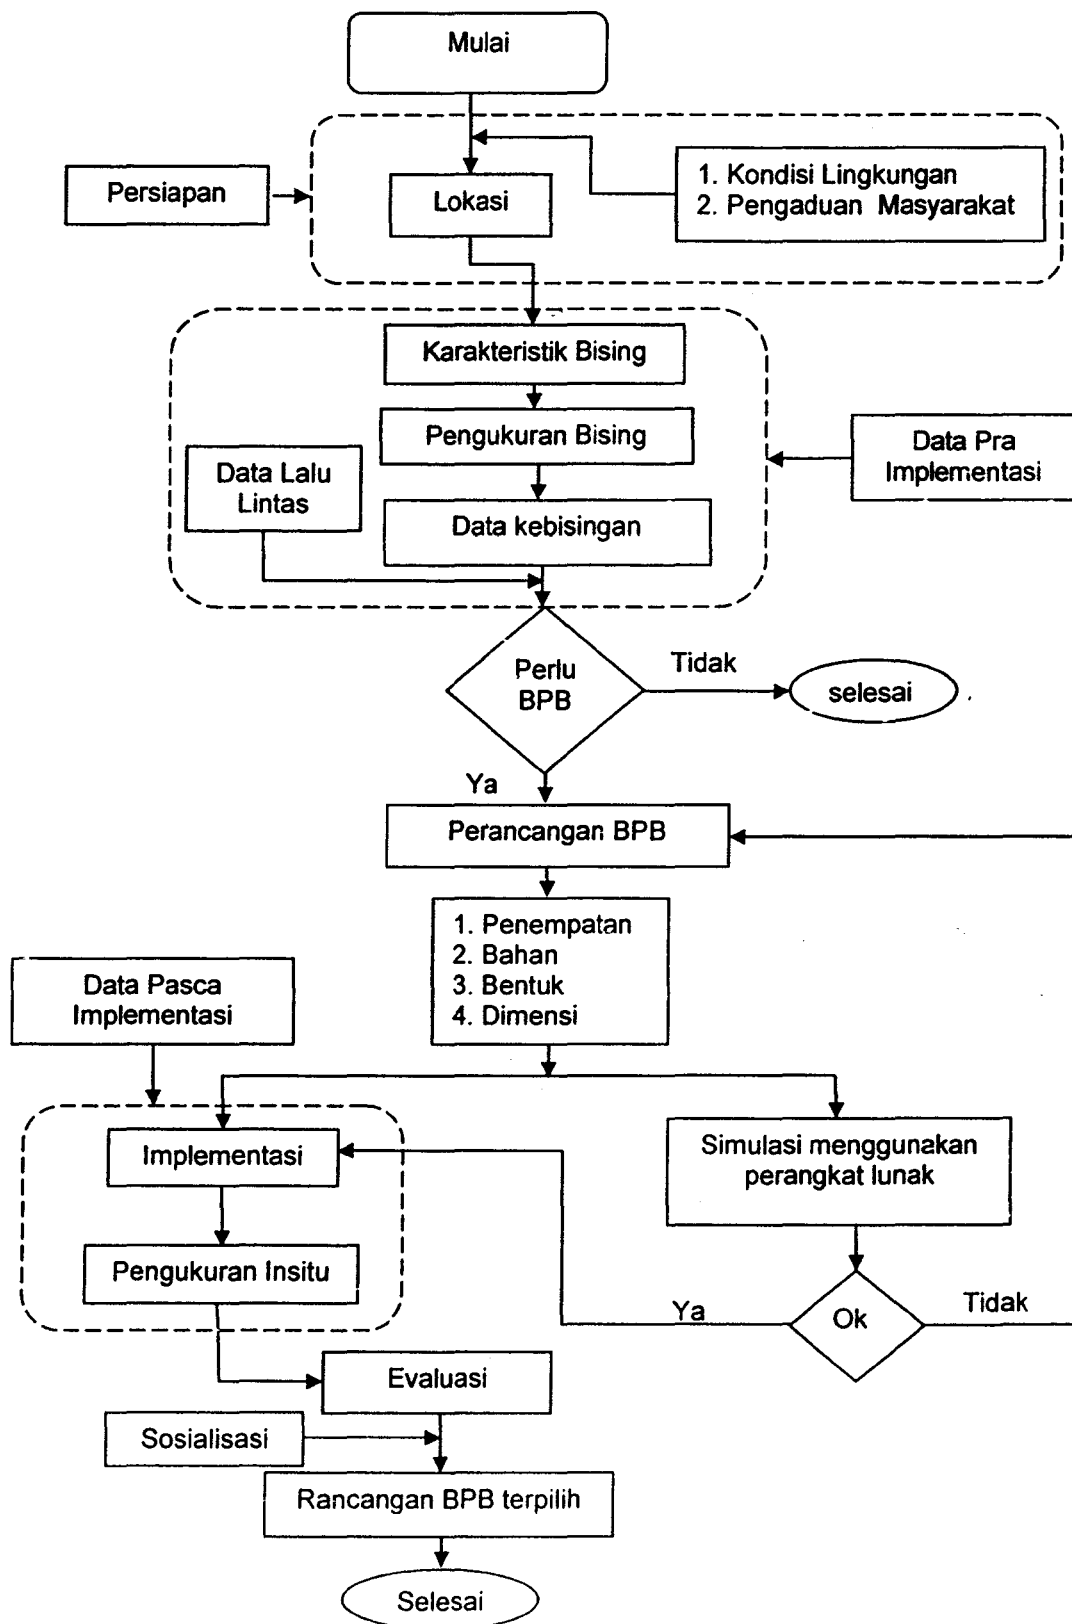 Mulai
Persiapan
Lokasi
1. Kondisi Lingkungan
2. Pengaduan Masyarakat
Karakteristik Bising
Pengukuran Bising
Data Lalu
Lintas
Data kebisingan
Data Pra
Implementasi
Perlu
BPB
Tidak
selesai
Ya
Perancangan BPB
1. Penempatan
2. Bahan
3. Bentuk
4. Dimensi
Data Pasca
Implementasi
Implementasi
Simulasi menggunakan
perangkat lunak
Pengukuran Insitu
Ya
Ok
Tidak
Evaluasi
Sosialisasi
Rancangan BPB terpilih
Selesai